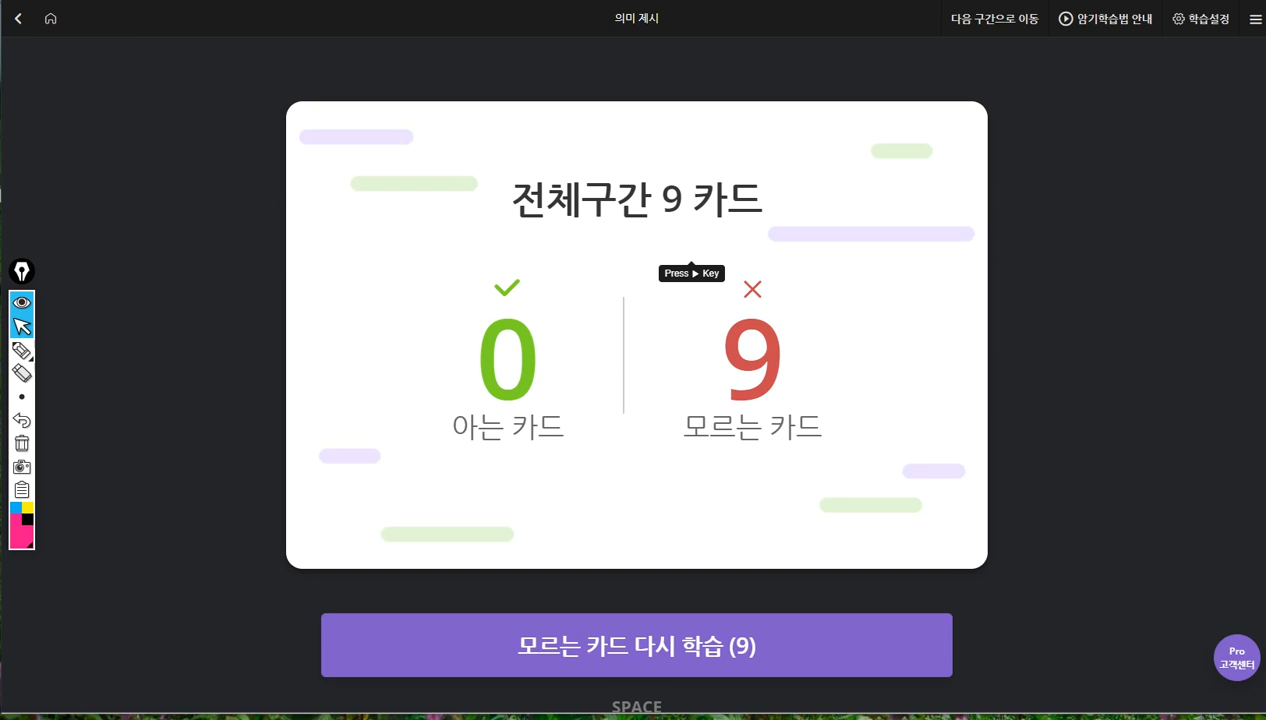 의미 제시
다음 구간으로 이동
암기학습법 안내
학습설정
전체구간 9 카드
Press ▶ Key
0
9
아는 카드
모르는 카드
모르는 카드 다시 학습 (9)
Pro
고객센터
SPACE